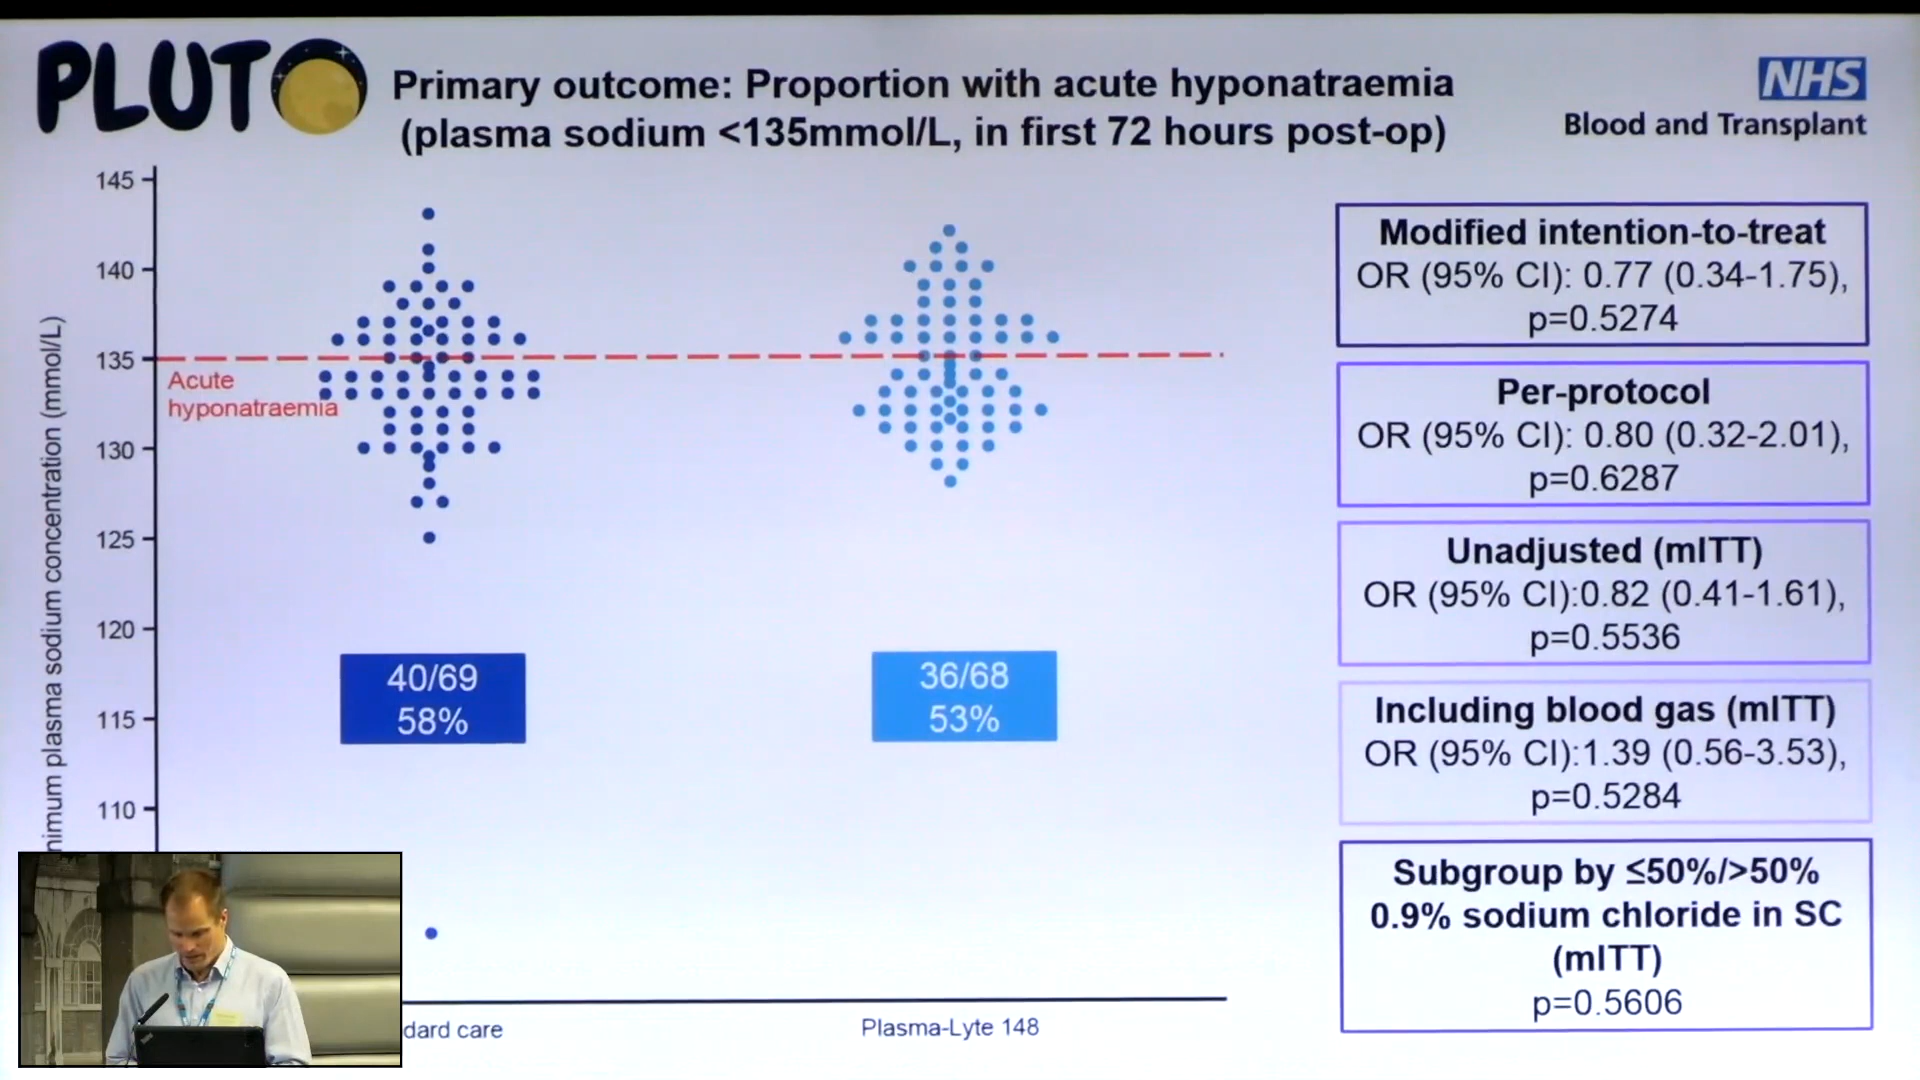 PLUTO
Primary outcome: Proportion with acute hyponatraemia
(plasma sodium <135mmol/L, in first 72 hours post-op)
NHS
Blood and Transplant
nimum plasma sodium concentration (mmol/L)
145
140
135
130
125
120
115
110
Acute
hyponatraemia
40/69
58%
36/68
53%
dard care
Plasma-Lyte 148
Modified intention-to-treat
OR (95% CI): 0.77 (0.34-1.75),
p=0.5274
Per-protocol
OR (95% CI): 0.80 (0.32-2.01),
p=0.6287
Unadjusted (mITT)
OR (95% CI):0.82 (0.41-1.61),
p=0.5536
Including blood gas (mITT)
OR (95% CI):1.39 (0.56-3.53),
p=0.5284
Subgroup by ≤50%/>50%
0.9% sodium chloride in SC
(mITT)
p=0.5606